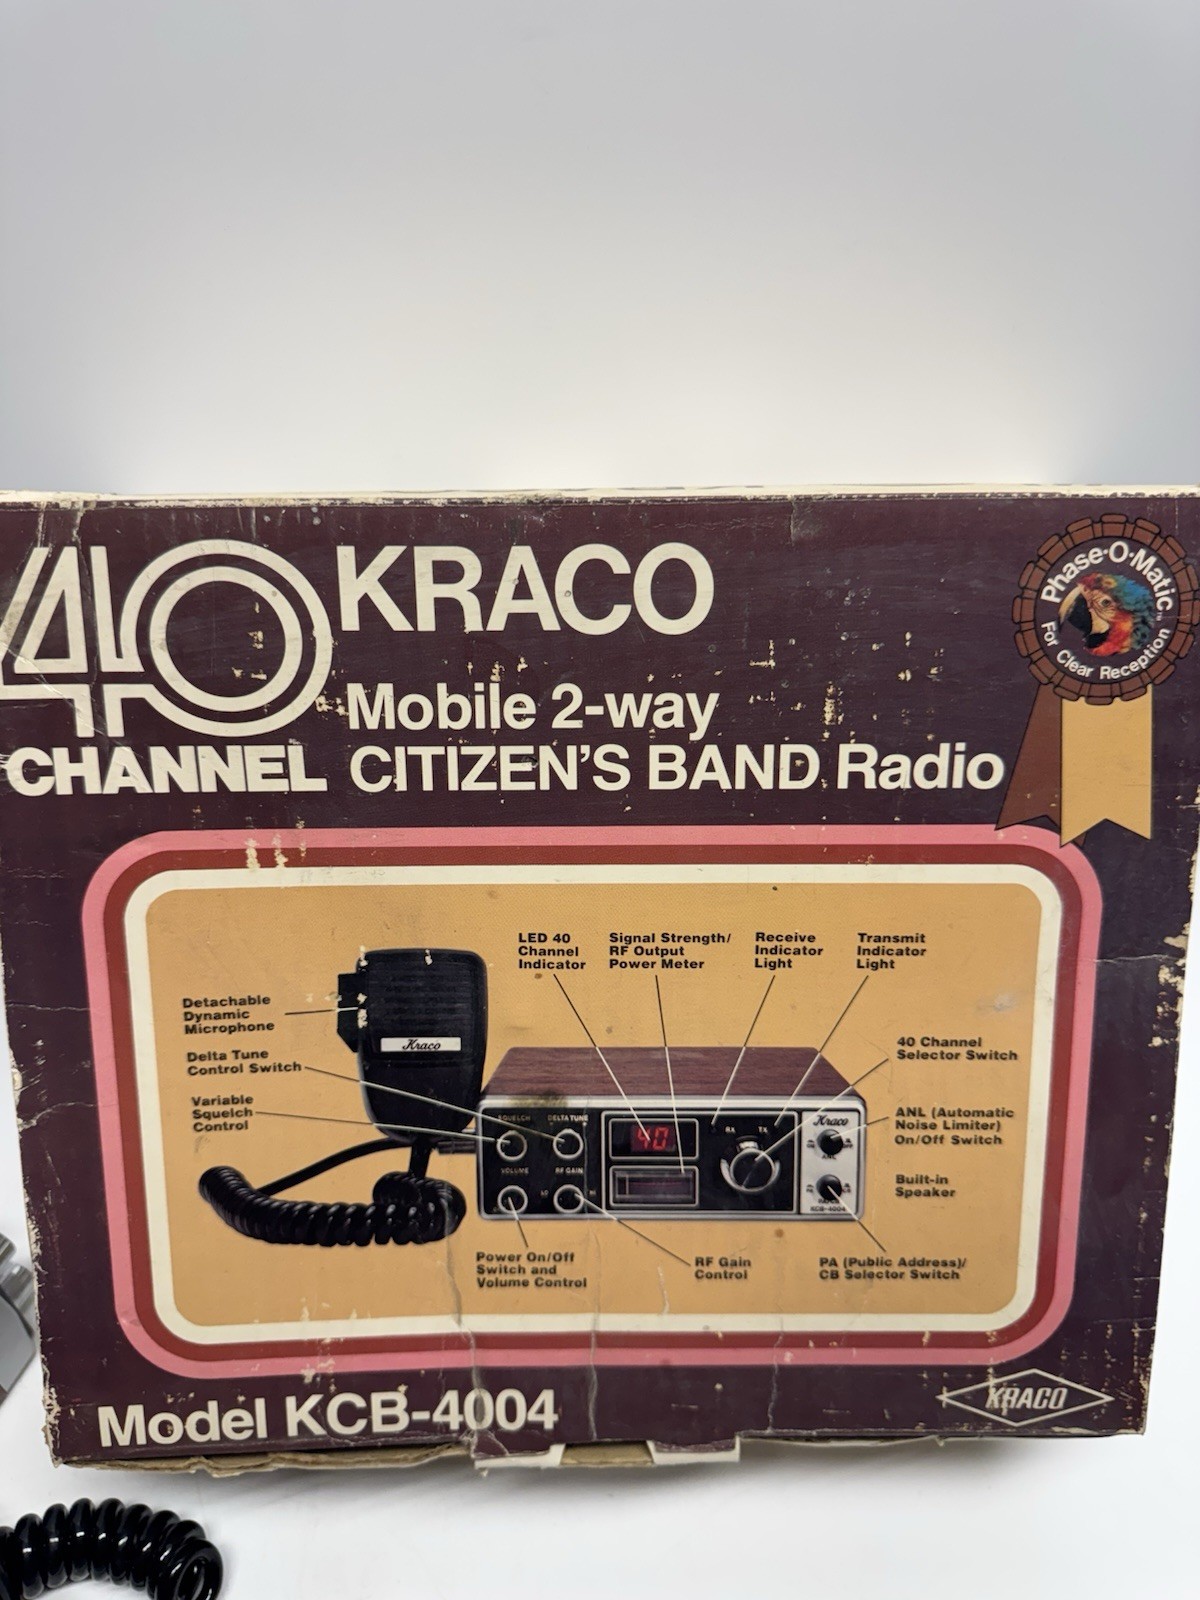 40
CHANNEL
KRACO
Mobile 2-way
CITIZEN'S BAND Radio
Phase-O-Matic™
For Clear Reception
LED 40
Channel
Indicator
Signal Strength/
RF Output
Power Meter
Receive
Indicator
Light
Transmit
Indicator
Light
Detachable
Dynamic
Microphone
Delta Tune
Control Switch
Variable
Squelch
Control
40 Channel
Selector Switch
ANL (Automatic
Noise Limiter)
On/Off Switch
Built-in
Speaker
Kraco
SQUELCH
DELTA TUNE
VOLUME
RF GAIN
40
RX
TX
Kraco
ANL
KCB-4004
Power On/Off
Switch and
Volume Control
RF Gain
Control
PA (Public Address)/
CB Selector Switch
Model KCB-4004
KRACO